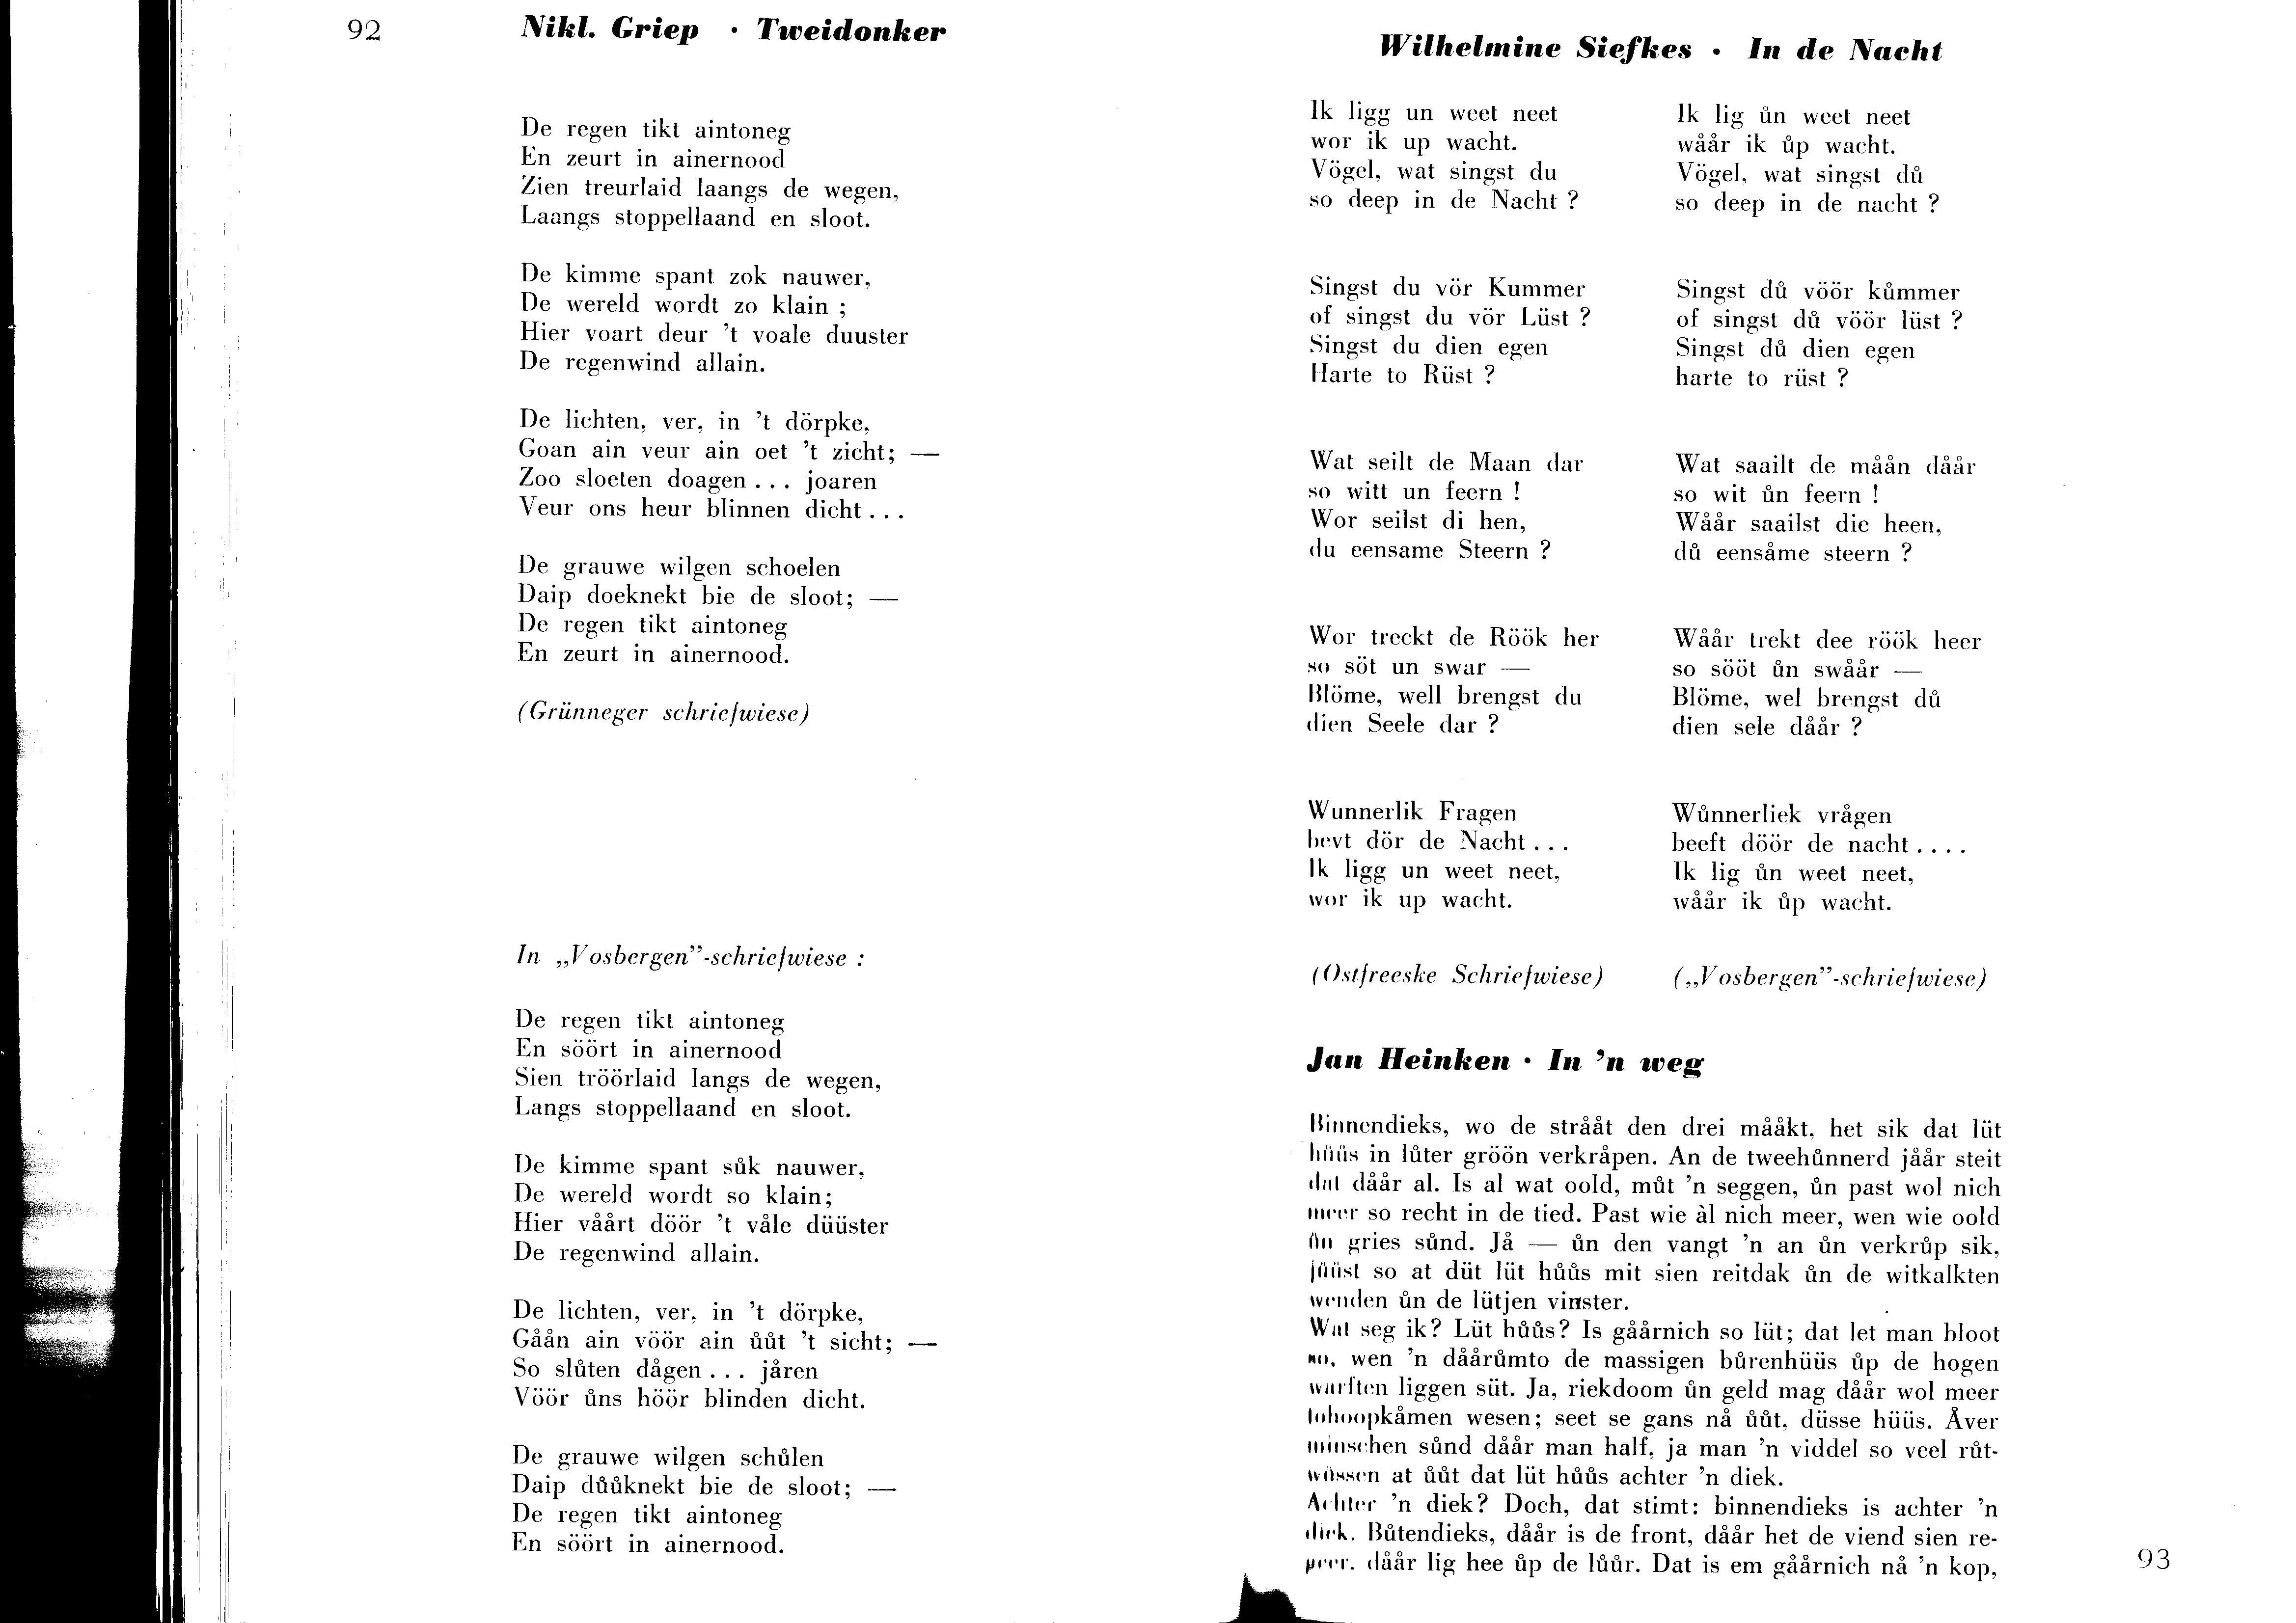 92
Nikl. Griep · Tweidonker
De regen tikt aintoneg
En zeurt in ainernood
Zien treurlaid laangs de wegen,
Laangs stoppellaand en sloot.
De kimme spant zok nauwer,
De wereld wordt zo klain ;
Hier voart deur 't voale duuster
De regenwind allain.
De lichten, ver, in 't dörpke,
Goan ain veur ain oet 't zicht; —
Zoo sloeten doagen . . . joaren
Veur ons heur blinnen dicht . . .
De grauwe wilgen schoelen
Daip doeknekt bie de sloot; —
De regen tikt aintoneg
En zeurt in ainernood.
(Grünneger schriefwiese)
In „Vosbergen”-schriefwiese :
De regen tikt aintoneg
En söört in ainernood
Sien tröörlaid langs de wegen,
Langs stoppellaand en sloot.
De kimme spant sůk nauwer,
De wereld wordt so klain;
Hier våårt döör 't våle düüster
De regenwind allain.
De lichten, ver, in 't dörpke,
Gåån ain vöör ain ůůt 't sicht; —
So slůten dågen . . . jåren
Vöör ůns höör blinden dicht.
De grauwe wilgen schůlen
Daip důůknekt bie de sloot; —
De regen tikt aintoneg
En söört in ainernood.
Wilhelmine Siefkes · In de Nacht
Ik ligg un weet neet
wor ik up wacht.
Vögel, wat singst du
so deep in de Nacht ?
Singst du vör Kummer
of singst du vör Lüst ?
Singst du dien egen
Harte to Rüst ?
Wat seilt de Maan dar
so witt un feern !
Wor seilst di hen,
du eensame Steern ?
Wor treckt de Röök her
so söt un swar —
Blöme, well brengst du
dien Seele dar ?
Wunnerlik Fragen
bevt dör de Nacht . . .
Ik ligg un weet neet,
wor ik up wacht.
(Ostfreeske Schriefwiese)
Ik lig ůn weet neet
wåår ik ůp wacht.
Vögel, wat singst dů
so deep in de nacht ?
Singst dů vöör kůmmer
of singst dů vöör lüst ?
Singst dů dien egen
harte to rüst ?
Wat saailt de måån dåår
so wit ůn feern !
Wåår saailst die heen,
dů eensåme steern ?
Wåår trekt dee röök heer
so sööt ůn swåår —
Blöme, wel brengst dů
dien sele dåår ?
Wůnnerliek vrågen
beeft döör de nacht . . . .
Ik lig ůn weet neet,
wåår ik ůp wacht.
(„Vosbergen”-schriefwiese)
Jan Heinken · In 'n weg
Binnendieks, wo de strååt den drei mååkt, het sik dat lüt
hüüs in lůter gröön verkråpen. An de tweehůnnerd jåår steit
dat dåår al. Is al wat oold, můt 'n seggen, ůn past wol nich
meer so recht in de tied. Past wie àl nich meer, wen wie oold
ůn gries sůnd. Jå — ůn den vangt 'n an ůn verkrůp sik,
jüüst so at düt lüt hůůs mit sien reitdak ůn de witkalkten
wenden ůn de lütjen vinster.
Wat seg ik? Lüt hůůs? Is gåårnich so lüt; dat let man bloot
so, wen 'n dåårůmto de massigen bůrenhüüs ůp de hogen
warften liggen süt. Ja, riekdoom ůn geld mag dåår wol meer
tohoopkåmen wesen; seet se gans nå ůůt, düsse hüüs. Åver
minschen sůnd dåår man half, ja man 'n viddel so veel růt-
wůssen at ůůt dat lüt hůůs achter 'n diek.
Achter 'n diek? Doch, dat stimt: binnendieks is achter 'n
diek. Bůtendieks, dåår is de front, dåår het de viend sien re-
peer. dåår lig hee ůp de lůůr. Dat is em gåårnich nå 'n kop,
93